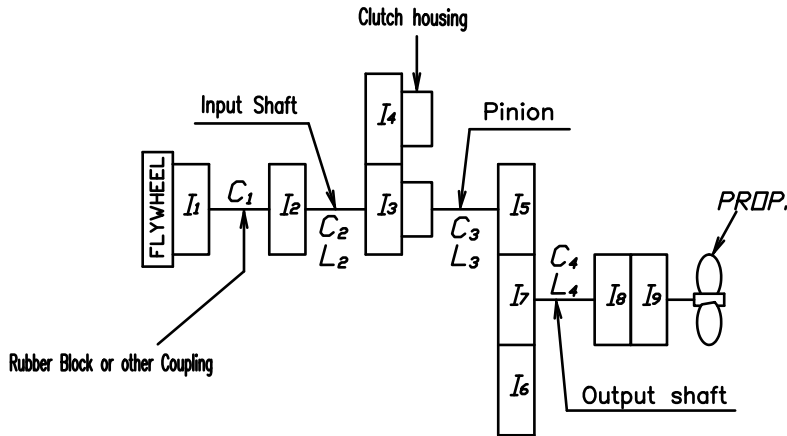 Clutch housing
Input Shaft
I4
Pinion
FLYWHEEL
I1
C1
I2
C2
L2
I3
C3
L3
I5
PROP.
C4
L4
I7
I8
I9
Rubber Block or other Coupling
I6
Output shaft